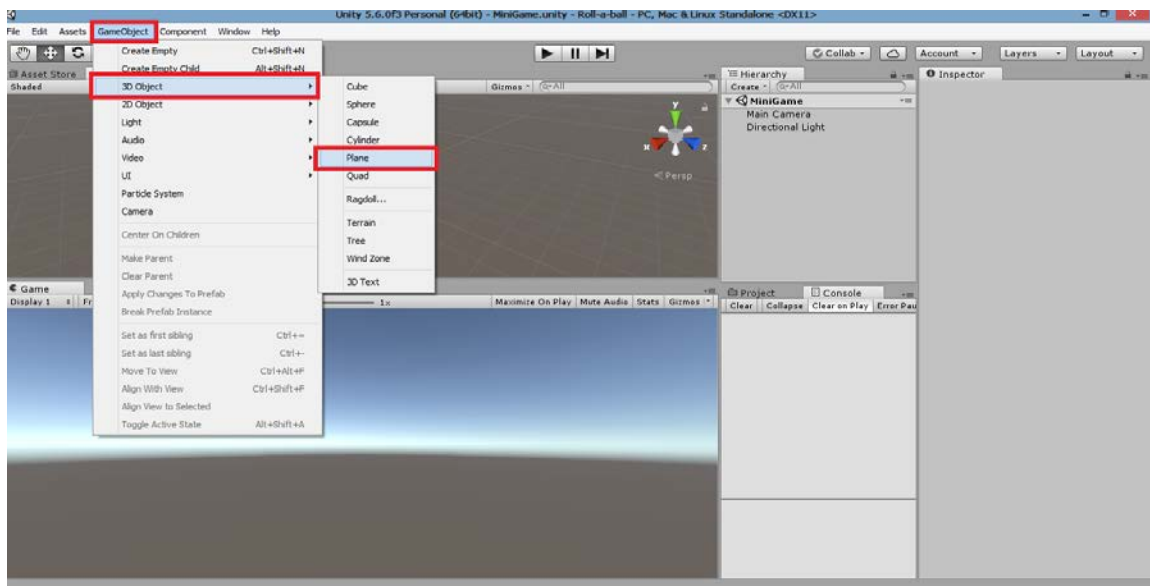 Unity 5.6.0f3 Personal (64bit) - MiniGame.unity - Roll-a-ball - PC, Mac & Linux Standalone <DX11>
File Edit Assets GameObject Component Window Help
Collab Account Layers Layout
Asset Store
Shaded
Gizmos All
Create Empty Ctrl+Shift+N
Create Empty Child Alt+Shift+N
3D Object
2D Object
Light
Audio
Video
UI
Particle System
Camera
Center On Children
Make Parent
Clear Parent
Apply Changes To Prefab
Break Prefab Instance
Set as first sibling Ctrl+=
Set as last sibling Ctrl+-
Move To View Ctrl+Alt+F
Align With View Ctrl+Shift+F
Align View to Selected
Toggle Active State Alt+Shift+A
Cube
Sphere
Capsule
Cylinder
Plane
Quad
Ragdoll...
Terrain
Tree
Wind Zone
3D Text
y
x z
Persp
Hierarchy
Create All
MiniGame
Main Camera
Directional Light
Inspector
Game
Display 1 Fr 1x Maximize On Play Mute Audio Stats Gizmos
Project Console
Clear Collapse Clear on Play Error Pau